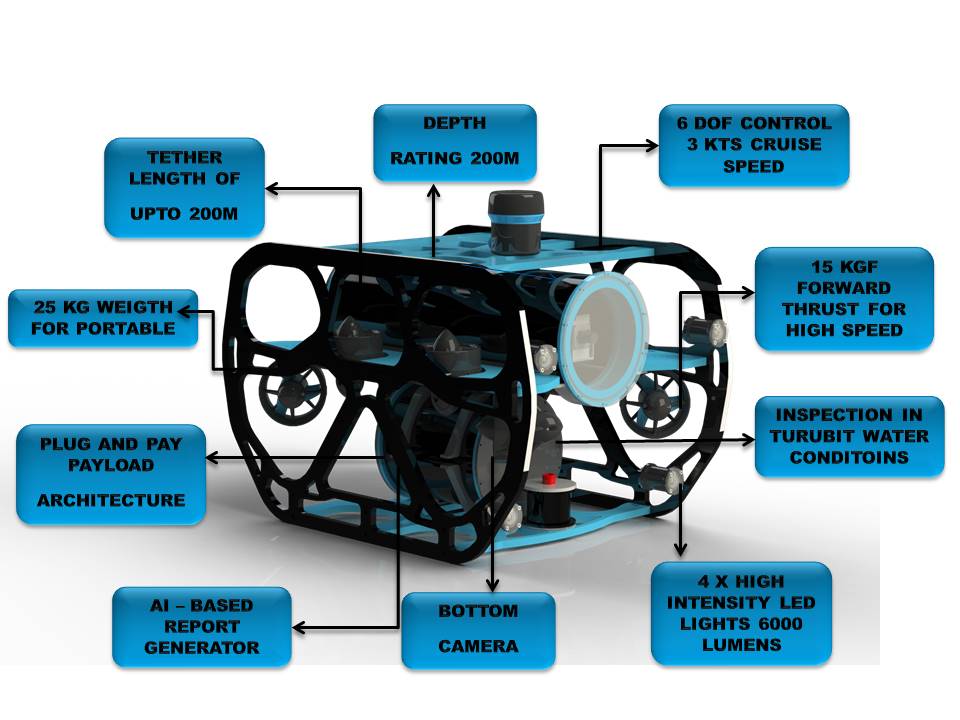 DEPTH
RATING 200M
6 DOF CONTROL
3 KTS CRUISE
SPEED
TETHER
LENGTH OF
UPTO 200M
15 KGF
FORWARD
THRUST FOR
HIGH SPEED
25 KG WEIGTH
FOR PORTABLE
INSPECTION IN
TURUBIT WATER
CONDITOINS
PLUG AND PAY
PAYLOAD
ARCHITECTURE
4 X HIGH
INTENSITY LED
LIGHTS 6000
LUMENS
AI – BASED
REPORT
GENERATOR
BOTTOM
CAMERA